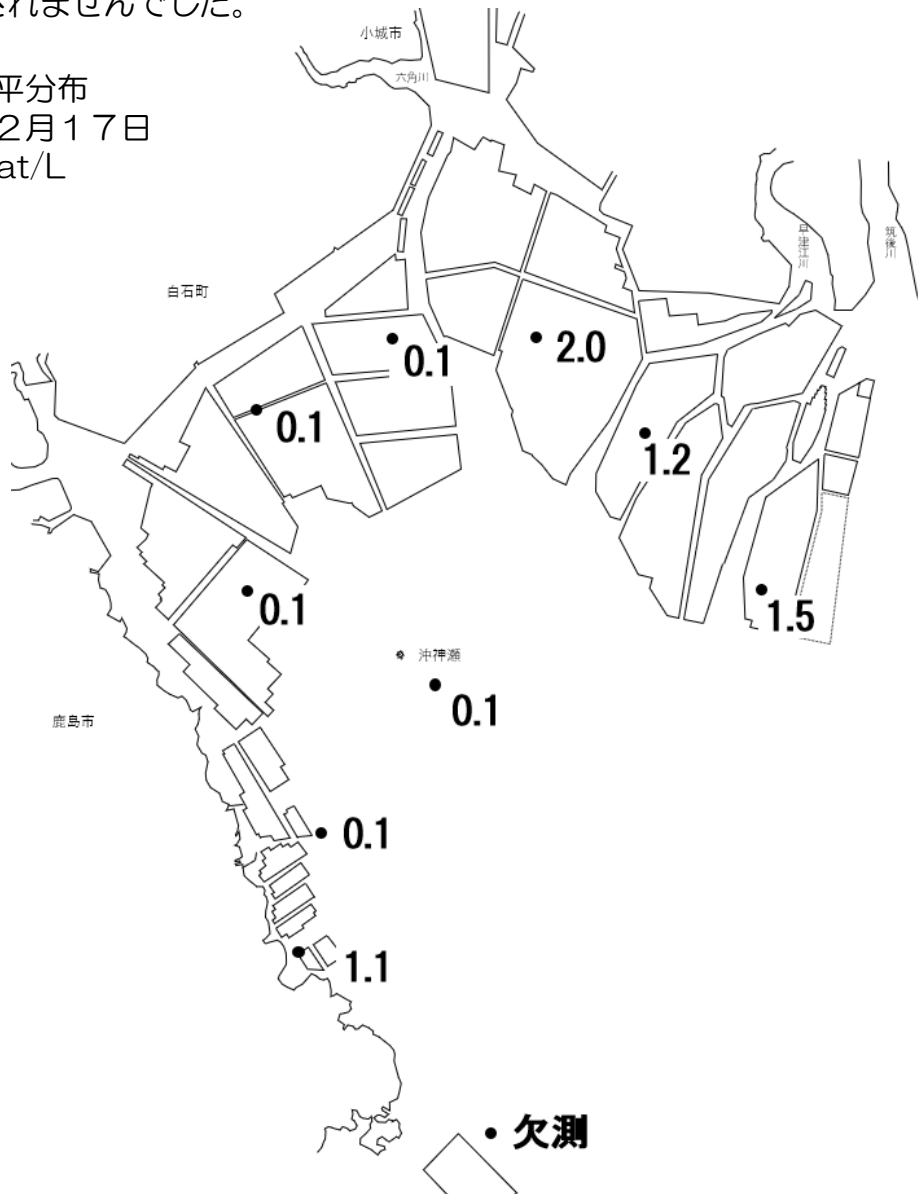 されませんでした。
平分布
2月17日
at/L
小城市
六角川
早津江川
筑後川
白石町
0.1
2.0
0.1
1.2
0.1
1.5
沖神瀬
0.1
鹿島市
0.1
1.1
欠測